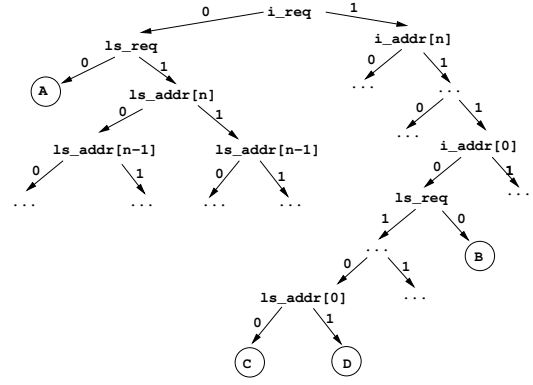 0 i_req 1
ls_req i_addr[n]
0 1 0 1
A ls_addr[n] ... ...
0 1 0 1
ls_addr[n-1] ls_addr[n-1] ... i_addr[0]
0 1 0 1 0 1
... ... ... ... ls_req ...
1 0
... B
0 1
ls_addr[0] ...
0 1
C D